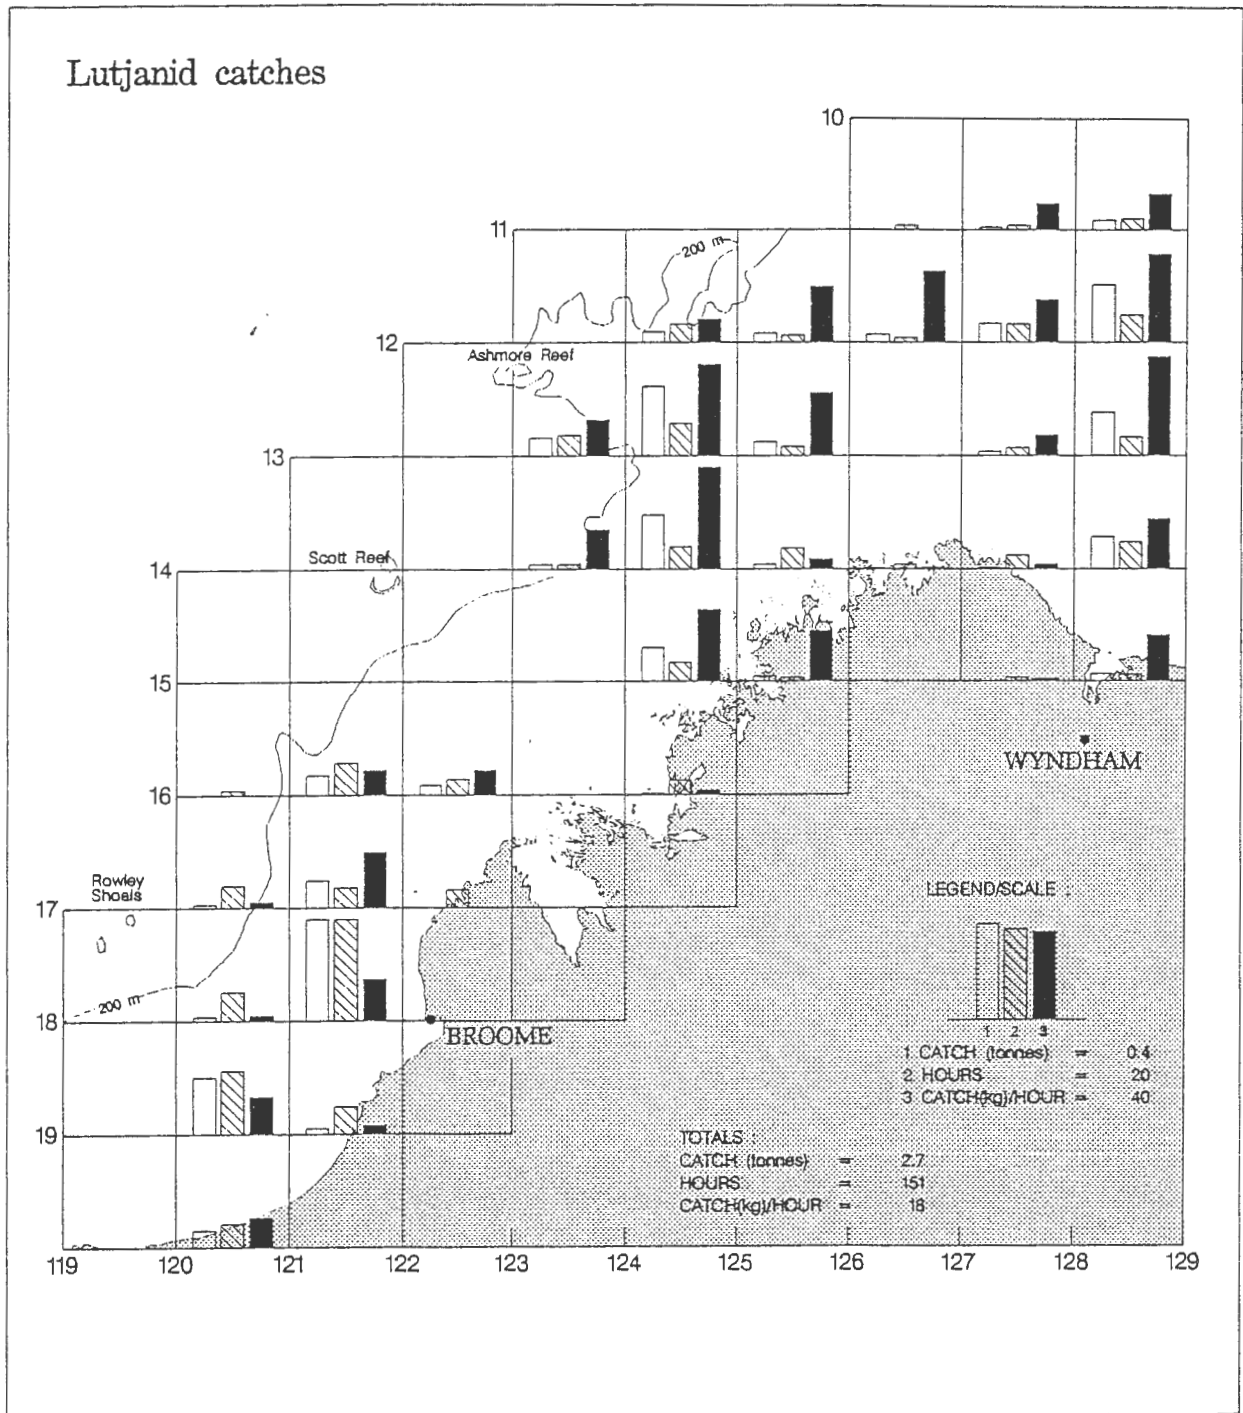 Lutjanid catches
10
11
200 m
12
Ashmore Reef
13
Scott Reef
14
15
WYNDHAM
16
Rowley
Shoals
LEGEND/SCALE :
17
200 m
18
BROOME
1 2 3
1 CATCH (tonnes) = 0.4
2 HOURS = 20
3 CATCH(kg)/HOUR = 40
19
TOTALS :
CATCH (tonnes) = 2.7
HOURS = 151
CATCH(kg)/HOUR = 18
119 120 121 122 123 124 125 126 127 128 129